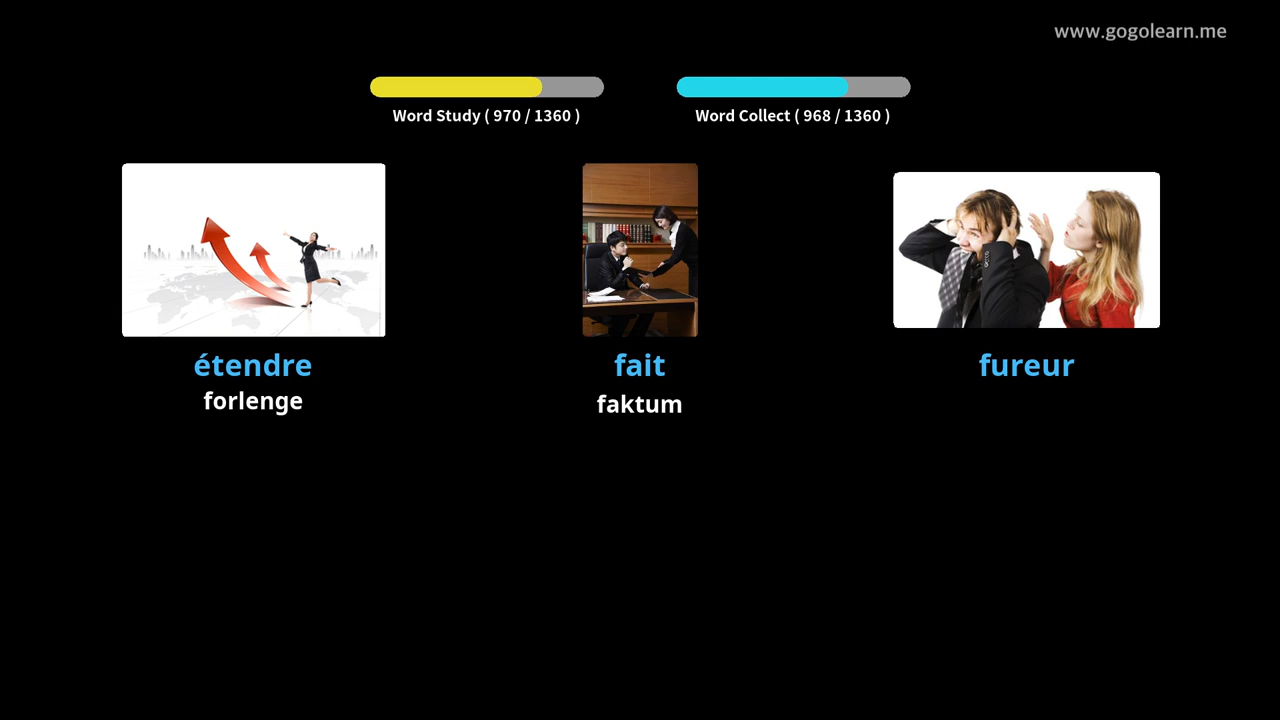 www.gogolearn.me
Word Study ( 970 / 1360 )
Word Collect ( 968 / 1360 )
étendre
forlenge
fait
faktum
fureur